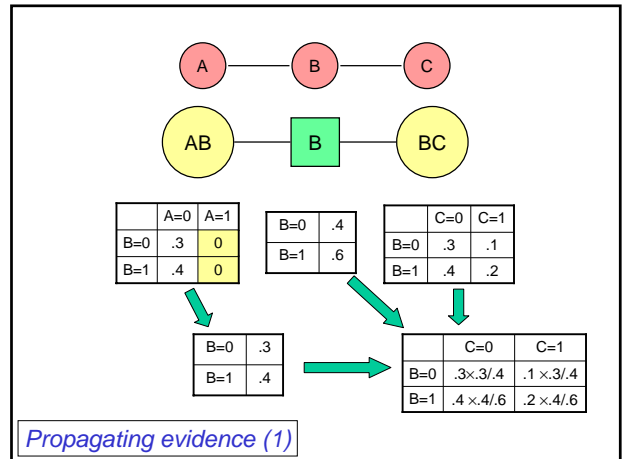 A B C
AB B BC
A=0 A=1
B=0 .3 0
B=1 .4 0
B=0 .4
B=1 .6
C=0 C=1
B=0 .3 .1
B=1 .4 .2
B=0 .3
B=1 .4
C=0 C=1
B=0 .3×.3/.4 .1 ×.3/.4
B=1 .4 ×.4/.6 .2 ×.4/.6
Propagating evidence (1)